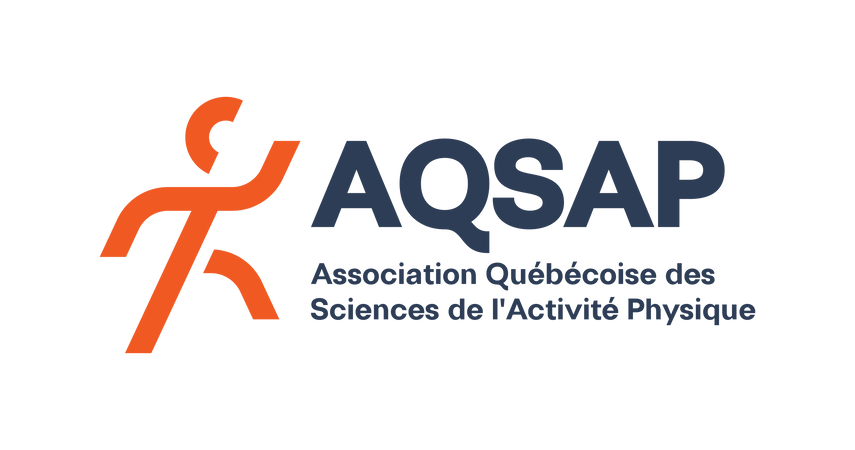 AQSAP
Association Québécoise des
Sciences de l'Activité Physique